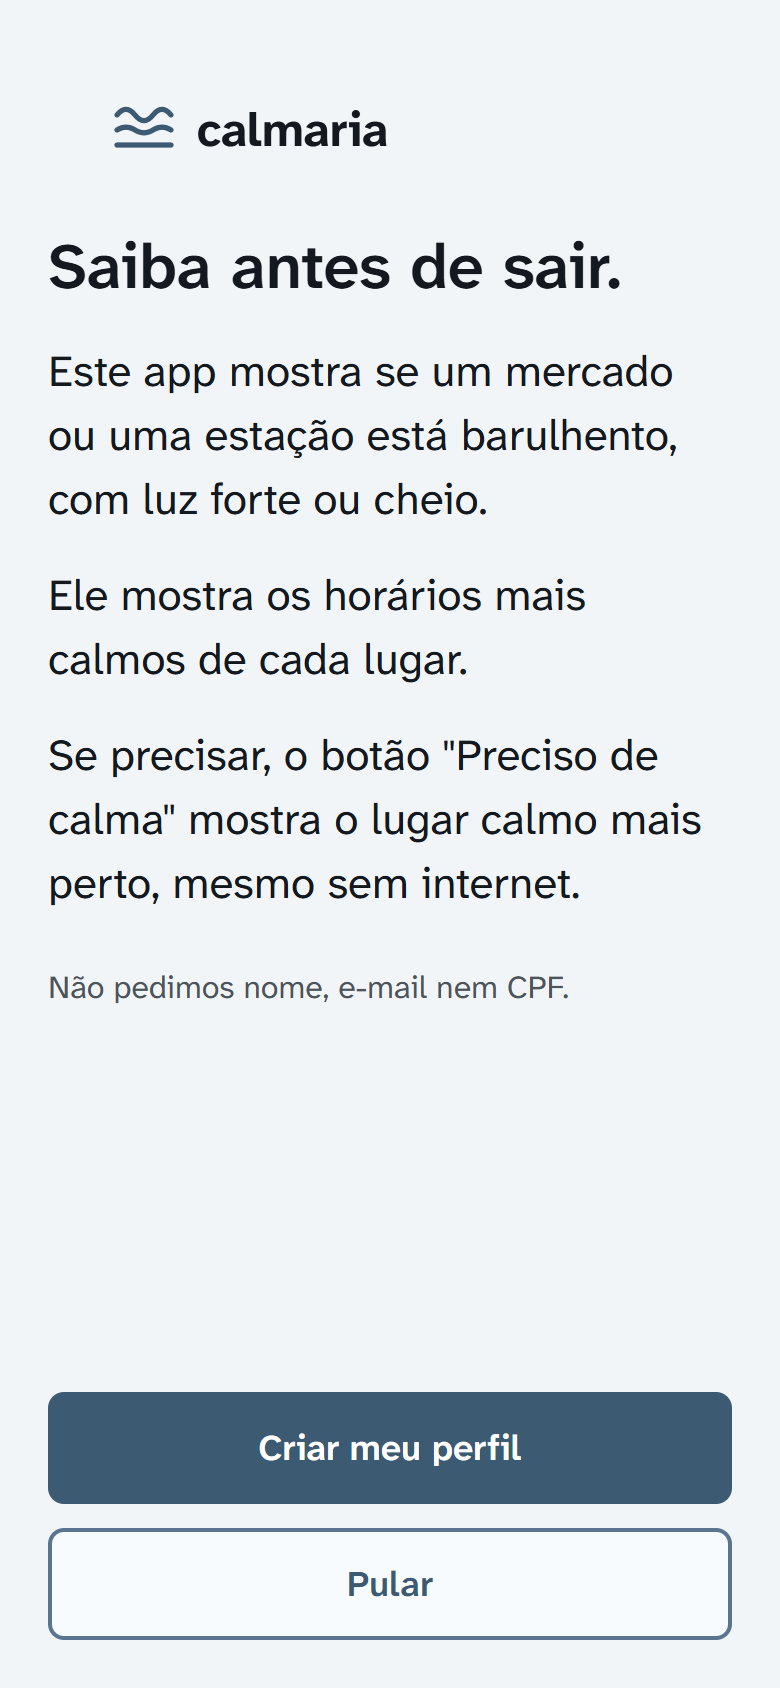 calmaria
Saiba antes de sair.
Este app mostra se um mercado
ou uma estação está barulhento,
com luz forte ou cheio.
Ele mostra os horários mais
calmos de cada lugar.
Se precisar, o botão "Preciso de
calma" mostra o lugar calmo mais
perto, mesmo sem internet.
Não pedimos nome, e-mail nem CPF.
Criar meu perfil
Pular